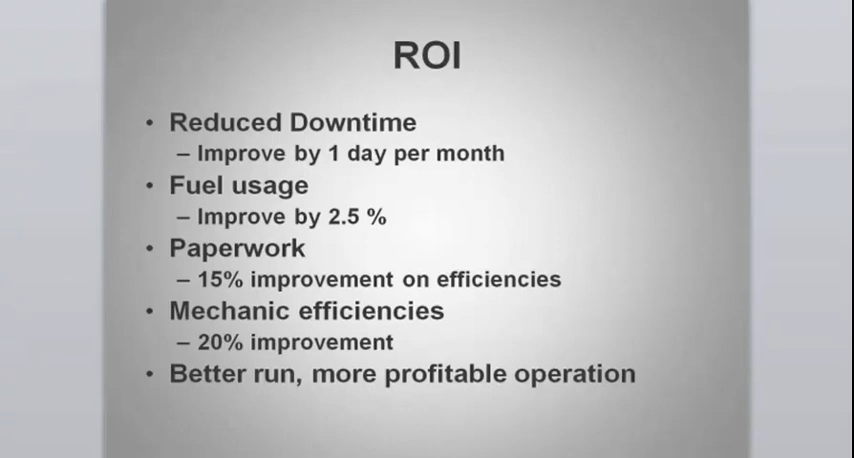 ROI
• Reduced Downtime
– Improve by 1 day per month
• Fuel usage
– Improve by 2.5 %
• Paperwork
– 15% improvement on efficiencies
• Mechanic efficiencies
– 20% improvement
• Better run, more profitable operation